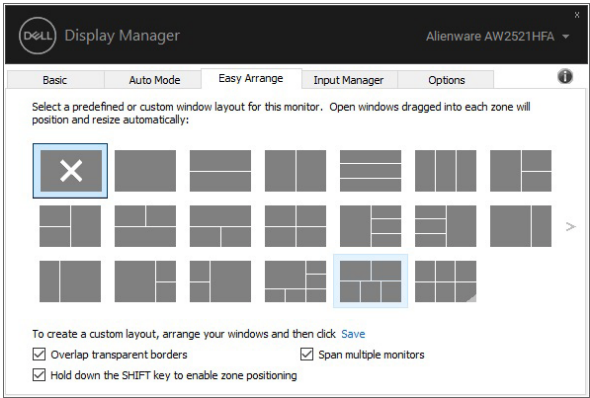 x
DELL Display Manager Alienware AW2521HFA
Basic Auto Mode Easy Arrange Input Manager Options i
Select a predefined or custom window layout for this monitor. Open windows dragged into each zone will
position and resize automatically:
>
To create a custom layout, arrange your windows and then click Save
Overlap transparent borders Span multiple monitors
Hold down the SHIFT key to enable zone positioning